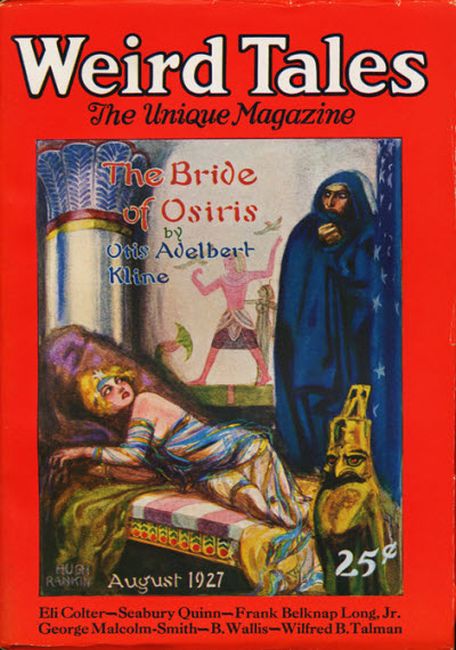 Weird Tales
The Unique Magazine
The Bride
of Osiris
by
Otis Adelbert
Kline
HUGH
RANKIN
August 1927
25¢
Eli Colter—Seabury Quinn—Frank Belknap Long, Jr.
George Malcolm-Smith—B. Wallis—Wilfred B. Talman